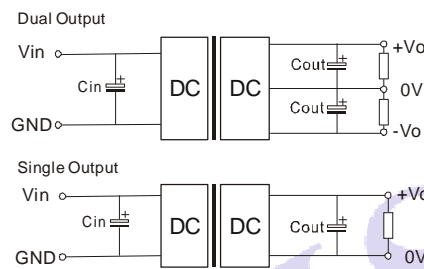 Dual Output
Vin
+Vo
Cin
+
DC
DC
Cout
+
0V
Cout
+
GND
-Vo
Single Output
Vin
+Vo
Cin
+
DC
DC
Cout
+
GND
0V